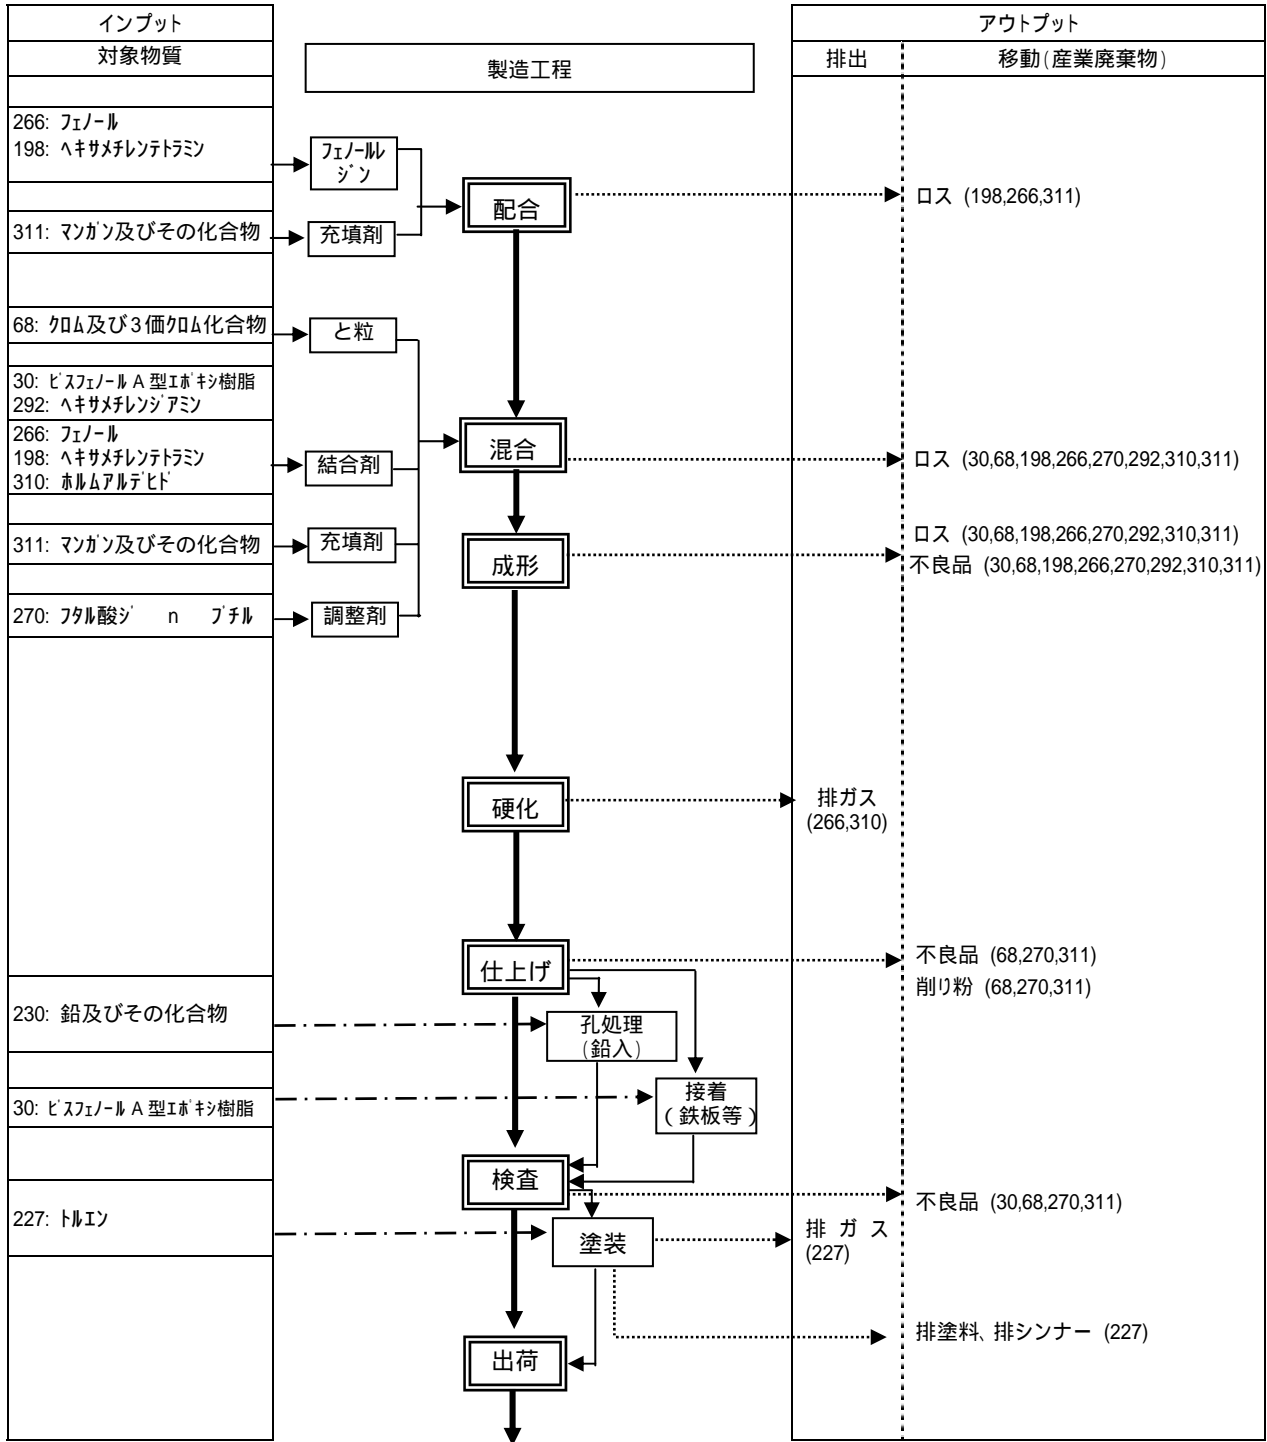 インプット
対象物質
製造工程
アウトプット
排出
移動(産業廃棄物)
266: フェノール
198: ヘキサメチレンテトラミン
フェノールレ
ジン
配合
ロス (198,266,311)
311: マンガン及びその化合物
充填剤
68: クロム及び3価クロム化合物
と粒
30: ビスフェノールA型エポキシ樹脂
292: ヘキサメチレンジアミン
266: フェノール
198: ヘキサメチレンテトラミン
310: ホルムアルデヒド
結合剤
混合
ロス (30,68,198,266,270,292,310,311)
311: マンガン及びその化合物
充填剤
成形
ロス (30,68,198,266,270,292,310,311)
不良品 (30,68,198,266,270,292,310,311)
270: フタル酸ジ n ブチル
調整剤
硬化
排ガス
(266,310)
仕上げ
不良品 (68,270,311)
削り粉 (68,270,311)
230: 鉛及びその化合物
孔処理
(鉛入)
30: ビスフェノールA型エポキシ樹脂
接着
(鉄板等)
検査
不良品 (30,68,270,311)
227: トルエン
塗装
排 ガ ス
(227)
排塗料、排シンナー (227)
出荷